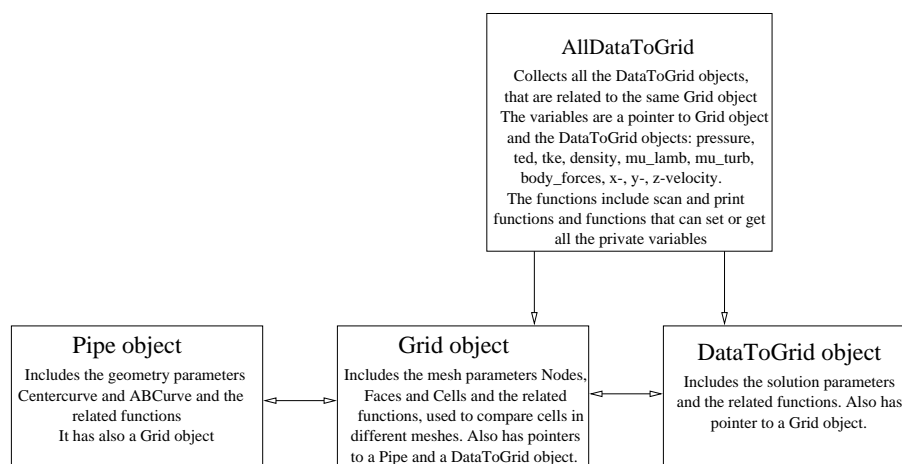 AllDataToGrid
Collects all the DataToGrid objects,
that are related to the same Grid object
The variables are a pointer to Grid object
and the DataToGrid objects: pressure,
ted, tke, density, mu_lamb, mu_turb,
body_forces, x-, y-, z-velocity.
The functions include scan and print
functions and functions that can set or get
all the private variables
Pipe object
Includes the geometry parameters
Centercurve and ABCurve and the
related functions
It has also a Grid object
Grid object
Includes the mesh parameters Nodes,
Faces and Cells and the related
functions, used to compare cells in
different meshes. Also has pointers
to a Pipe and a DataToGrid object.
DataToGrid object
Includes the solution parameters
and the related functions. Also has
pointer to a Grid object.